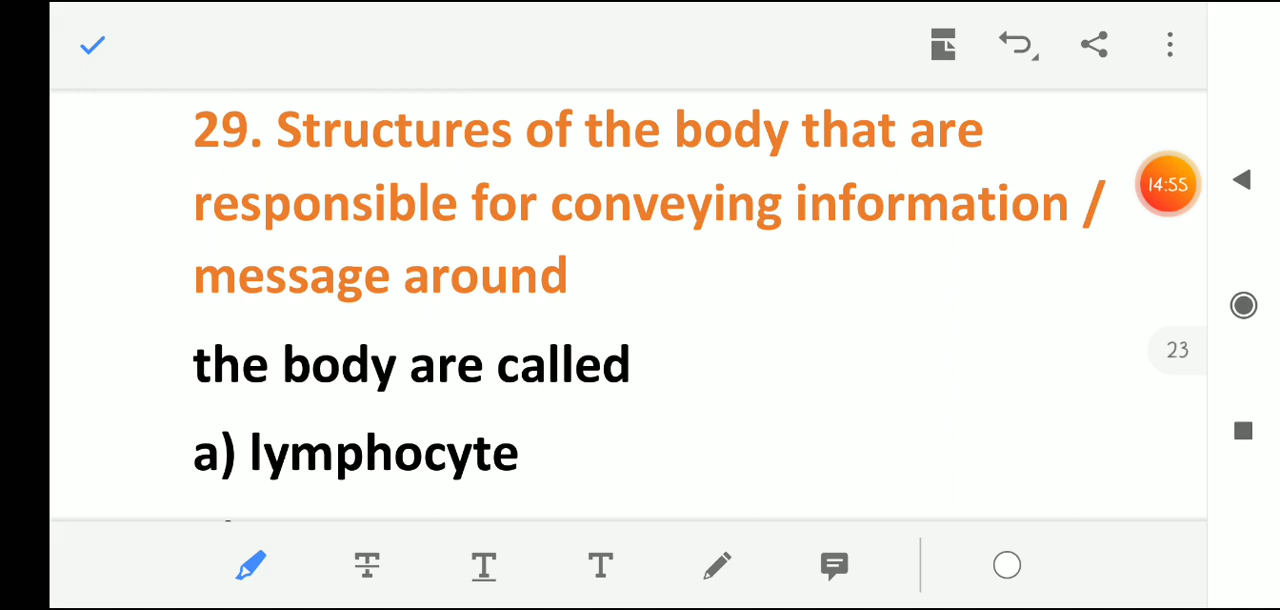 29. Structures of the body that are
responsible for conveying information /
message around
the body are called
a) lymphocyte
14:55
23